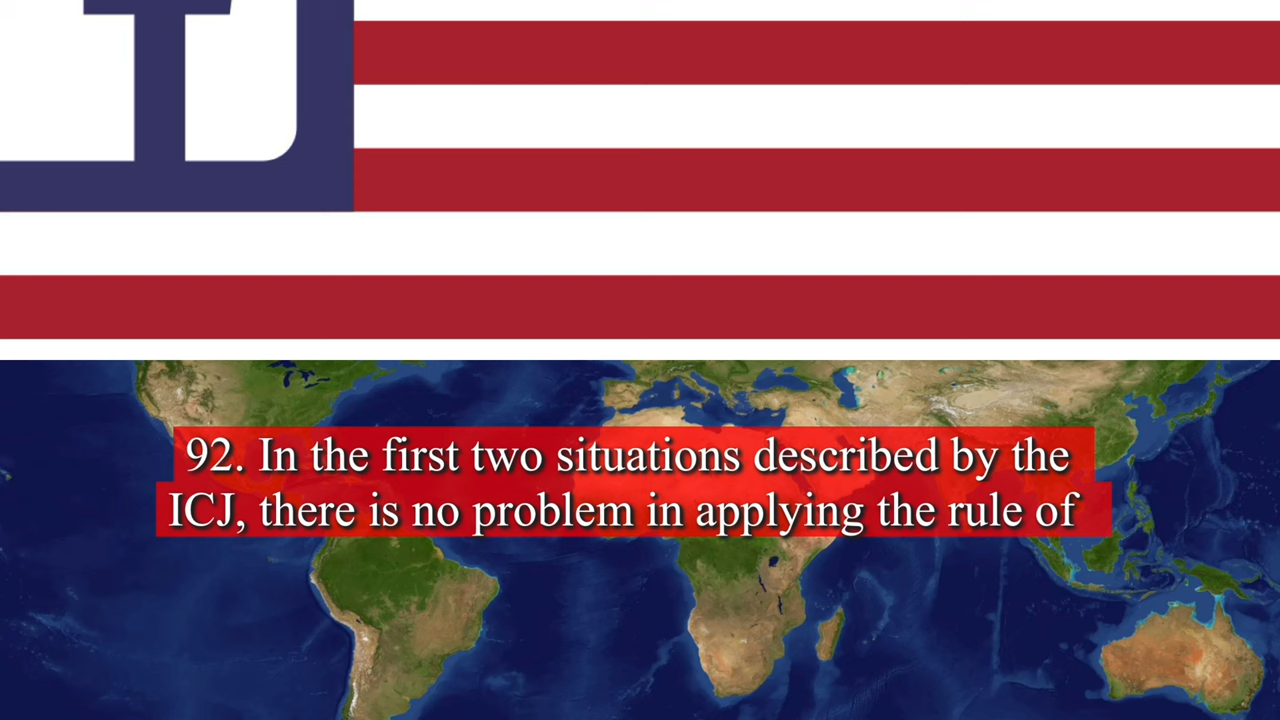 92. In the first two situations described by the
ICJ, there is no problem in applying the rule of